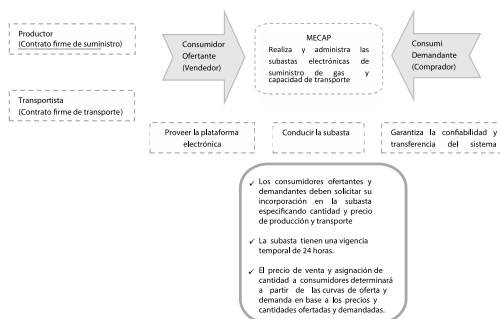 Productor
(Contrato firme de suministro)
Transportista
(Contrato firme de transporte)
Consumidor
Ofertante
(Vendedor)
MECAP
Realiza y administra las
subastas electrónicas de
suministro de gas y
capacidad de transporte
Consumi
Demandante
(Comprador)
Proveer la plataforma
electrónica
Conducir la subasta
Garantiza la confiabilidad y
transferencia del sistema
✓ Los consumidores ofertantes y
demandantes deben solicitar su
incorporación en la subasta
especificando cantidad y precio
de producción y transporte
✓ La subasta tienen una vigencia
temporal de 24 horas.
✓ El precio de venta y asignación de
cantidad a consumidores determinará
a partir de las curvas de oferta y
demanda en base a los precios y
cantidades ofertadas y demandadas.